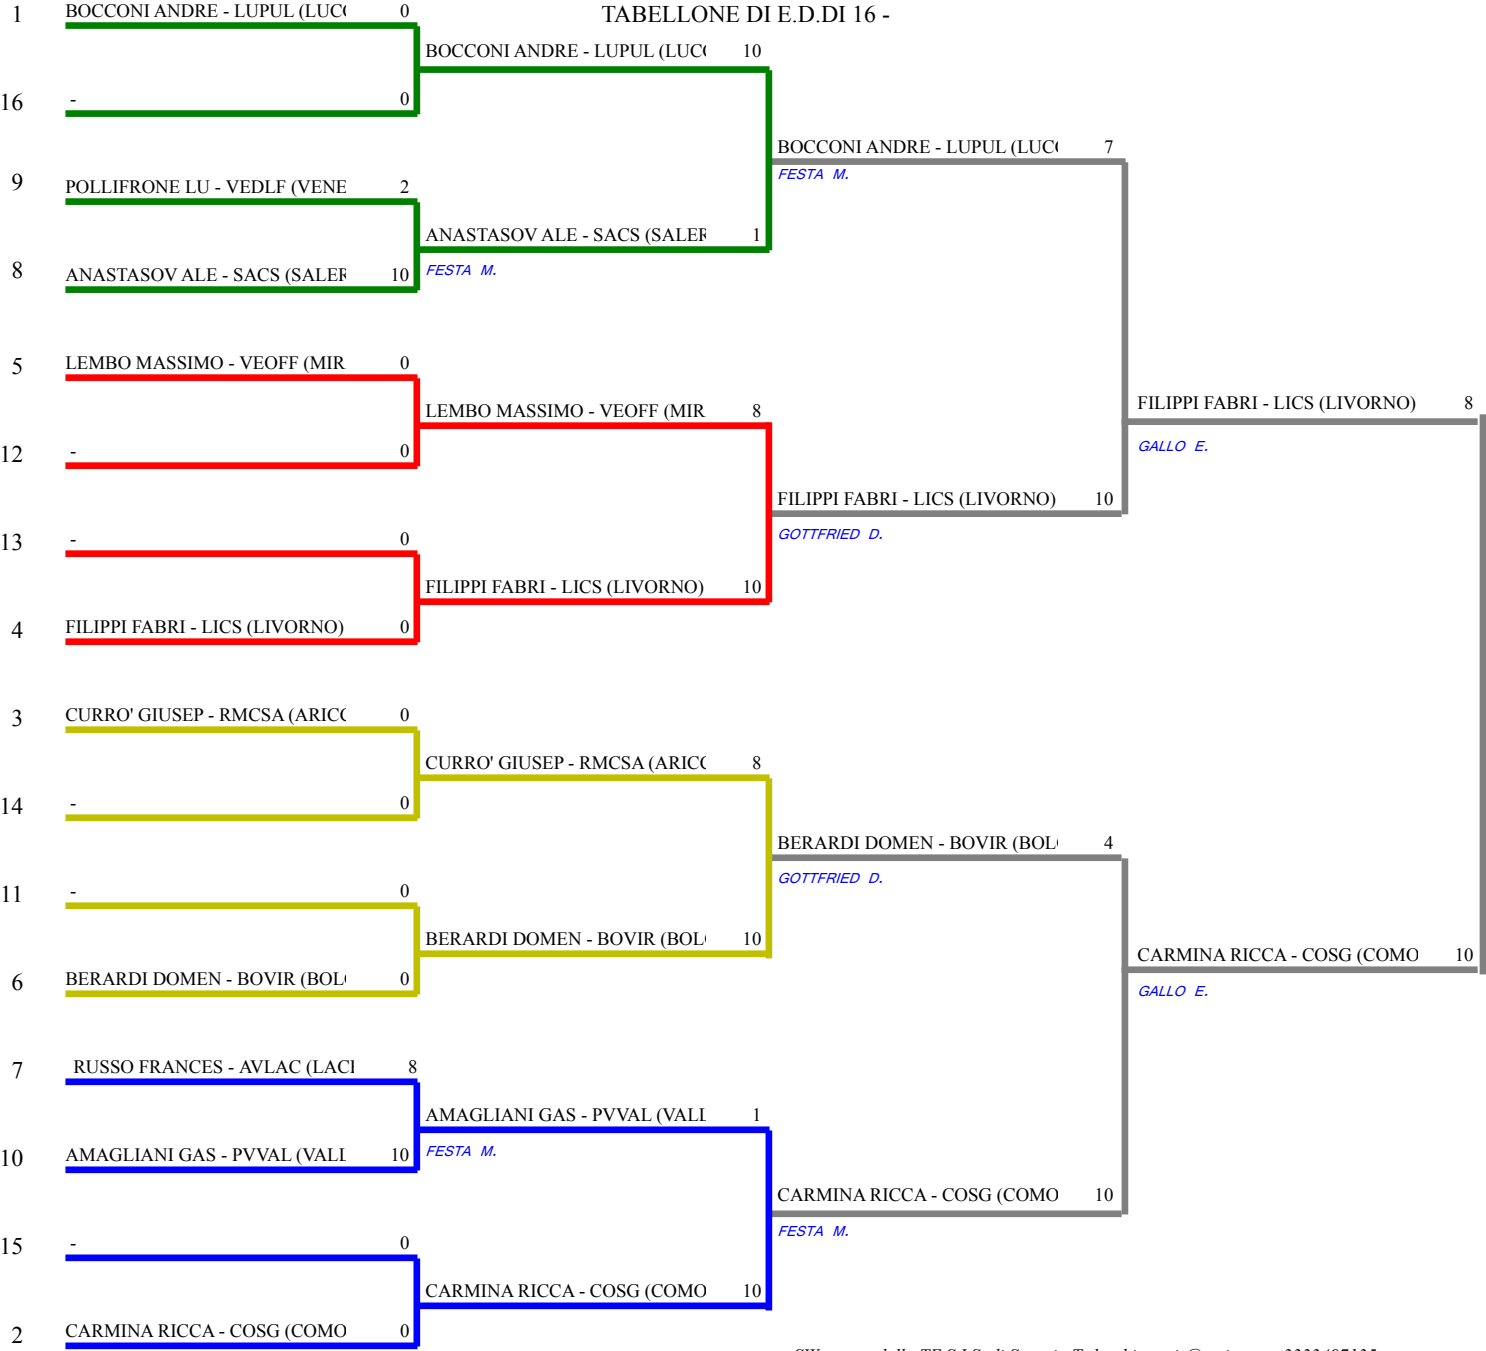 TABELLONE DI E.D.DI 16 -
1 BOCCONI ANDRE - LUPUL (LUC 0
16 - 0
9 POLLIFRONE LU - VEDLF (VENE 2
8 ANASTASOV ALE - SACS (SALER 10
5 LEMBO MASSIMO - VEOFF (MIR 0
12 - 0
13 - 0
4 FILIPPI FABRI - LICS (LIVORNO) 0
3 CURRO' GIUSEP - RMCSA (ARIC 0
14 - 0
11 - 0
6 BERARDI DOMEN - BOVIR (BOL 0
7 RUSSO FRANCES - AVLAC (LAC 8
10 AMAGLIANI GAS - PVVAL (VALL 10
15 - 0
2 CARMINA RICCA - COSG (COMO 0
BOCCONI ANDRE - LUPUL (LUC 10
ANASTASOV ALE - SACS (SALER 1
FESTA M.
LEMBO MASSIMO - VEOFF (MIR 8
FILIPPI FABRI - LICS (LIVORNO) 10
CURRO' GIUSEP - RMCSA (ARIC 8
BERARDI DOMEN - BOVIR (BOL 10
AMAGLIANI GAS - PVVAL (VALL 1
FESTA M.
CARMINA RICCA - COSG (COMO 10
BOCCONI ANDRE - LUPUL (LUC 7
FESTA M.
FILIPPI FABRI - LICS (LIVORNO) 10
GOTTFRIED D.
BERARDI DOMEN - BOVIR (BOL 4
GOTTFRIED D.
CARMINA RICCA - COSG (COMO 10
FESTA M.
FILIPPI FABRI - LICS (LIVORNO) 8
GALLO E.
CARMINA RICCA - COSG (COMO 10
GALLO E.